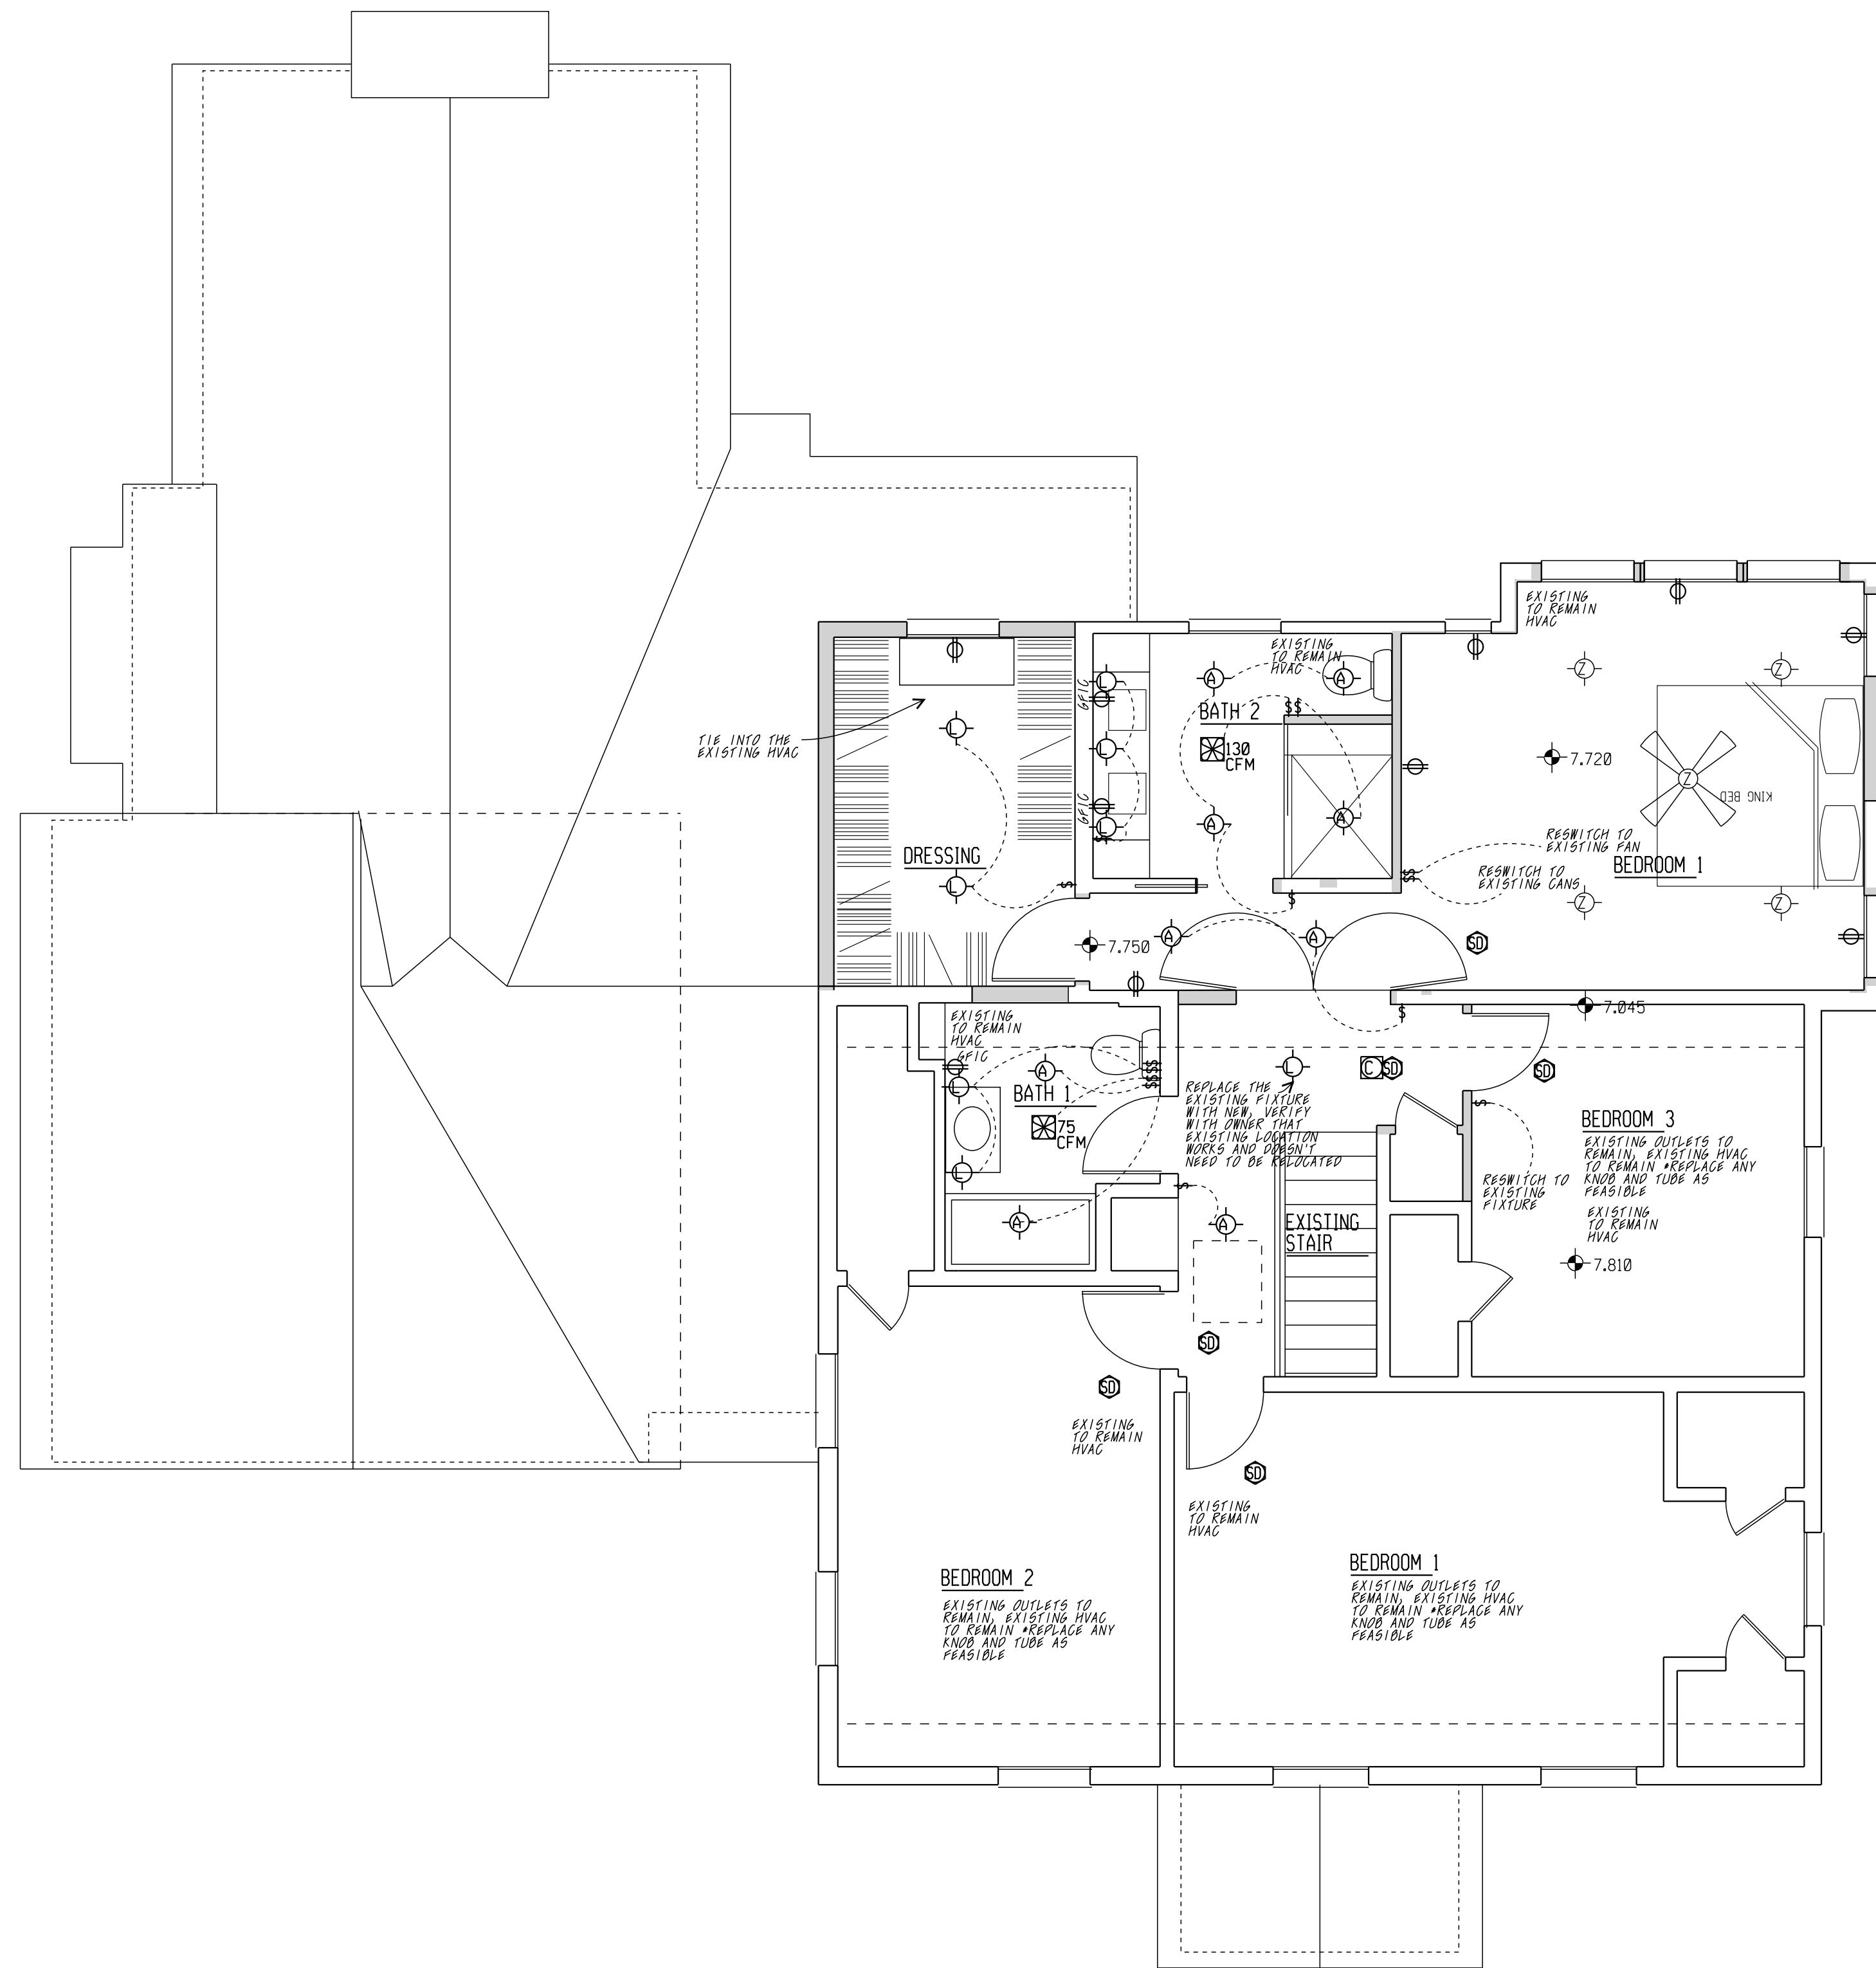 EXISTING
TO REMAIN
HVAC
EXISTING
TO REMAIN
HVAC
GFIC
L
A
A
Z
Z
BATH 2
$$
L
TIE INTO THE
EXISTING HVAC
L
130
CFM
7.720
Z
KING BED
GFIC
L
$
A
A
RESWITCH TO
EXISTING FAN
DRESSING
BEDROOM 1
RESWITCH TO
EXISTING CANS
$$
L
$
$
Z
Z
7.750
A
A
SD
7.045
$
EXISTING
TO REMAIN
HVAC
GFIC
L
A
$$$$
L
C
SD
SD
BATH 1
REPLACE THE
EXISTING FIXTURE
WITH NEW, VERIFY
WITH OWNER THAT
EXISTING LOCATION
WORKS AND DOESN'T
NEED TO BE RELOCATED
$
BEDROOM 3
EXISTING OUTLETS TO
REMAIN, EXISTING HVAC
TO REMAIN *REPLACE ANY
KNOB AND TUBE AS
FEASIBLE
75
CFM
L
$
RESWITCH TO
EXISTING
FIXTURE
EXISTING
TO REMAIN
HVAC
A
A
EXISTING
STAIR
7.810
SD
SD
EXISTING
TO REMAIN
HVAC
SD
EXISTING
TO REMAIN
HVAC
BEDROOM 2
EXISTING OUTLETS TO
REMAIN, EXISTING HVAC
TO REMAIN *REPLACE ANY
KNOB AND TUBE AS
FEASIBLE
BEDROOM 1
EXISTING OUTLETS TO
REMAIN, EXISTING HVAC
TO REMAIN *REPLACE ANY
KNOB AND TUBE AS
FEASIBLE